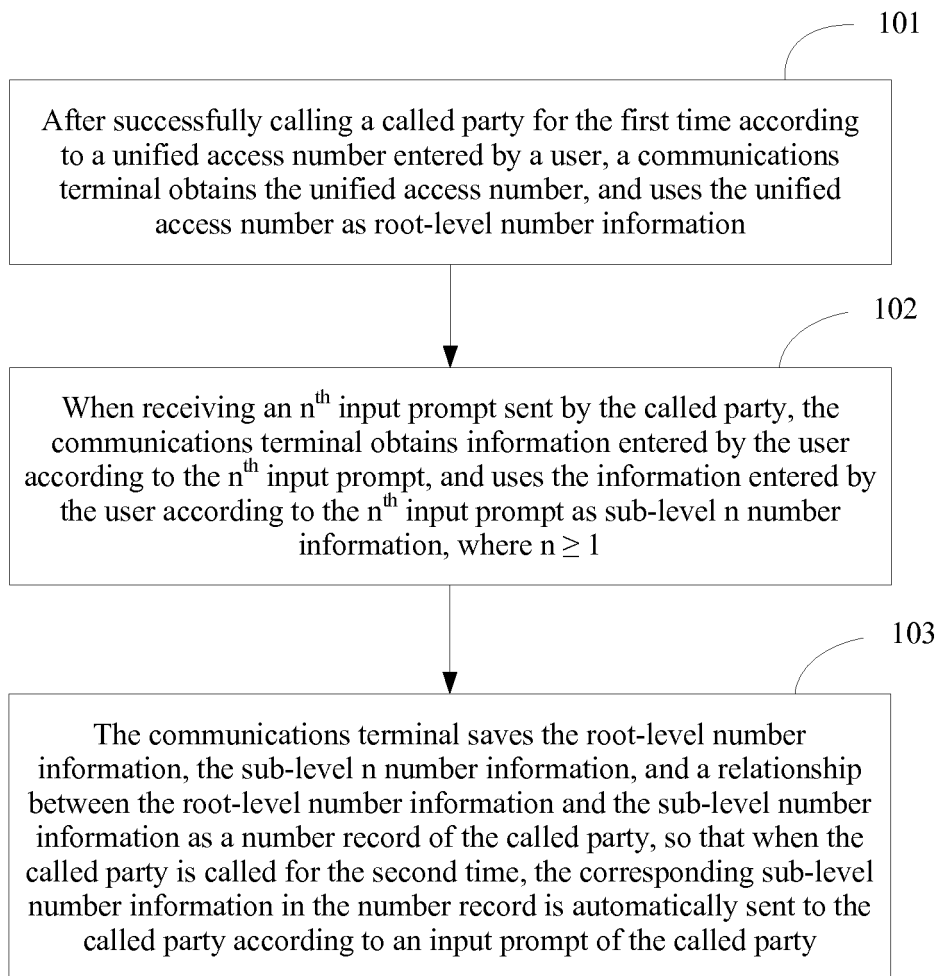 101
After successfully calling a called party for the first time according
to a unified access number entered by a user, a communications
terminal obtains the unified access number, and uses the unified
access number as root-level number information
102
When receiving an nth input prompt sent by the called party, the
communications terminal obtains information entered by the user
according to the nth input prompt, and uses the information entered by
the user according to the nth input prompt as sub-level n number
information, where n ≥ 1
103
The communications terminal saves the root-level number
information, the sub-level n number information, and a relationship
between the root-level number information and the sub-level number
information as a number record of the called party, so that when the
called party is called for the second time, the corresponding sub-level
number information in the number record is automatically sent to the
called party according to an input prompt of the called party